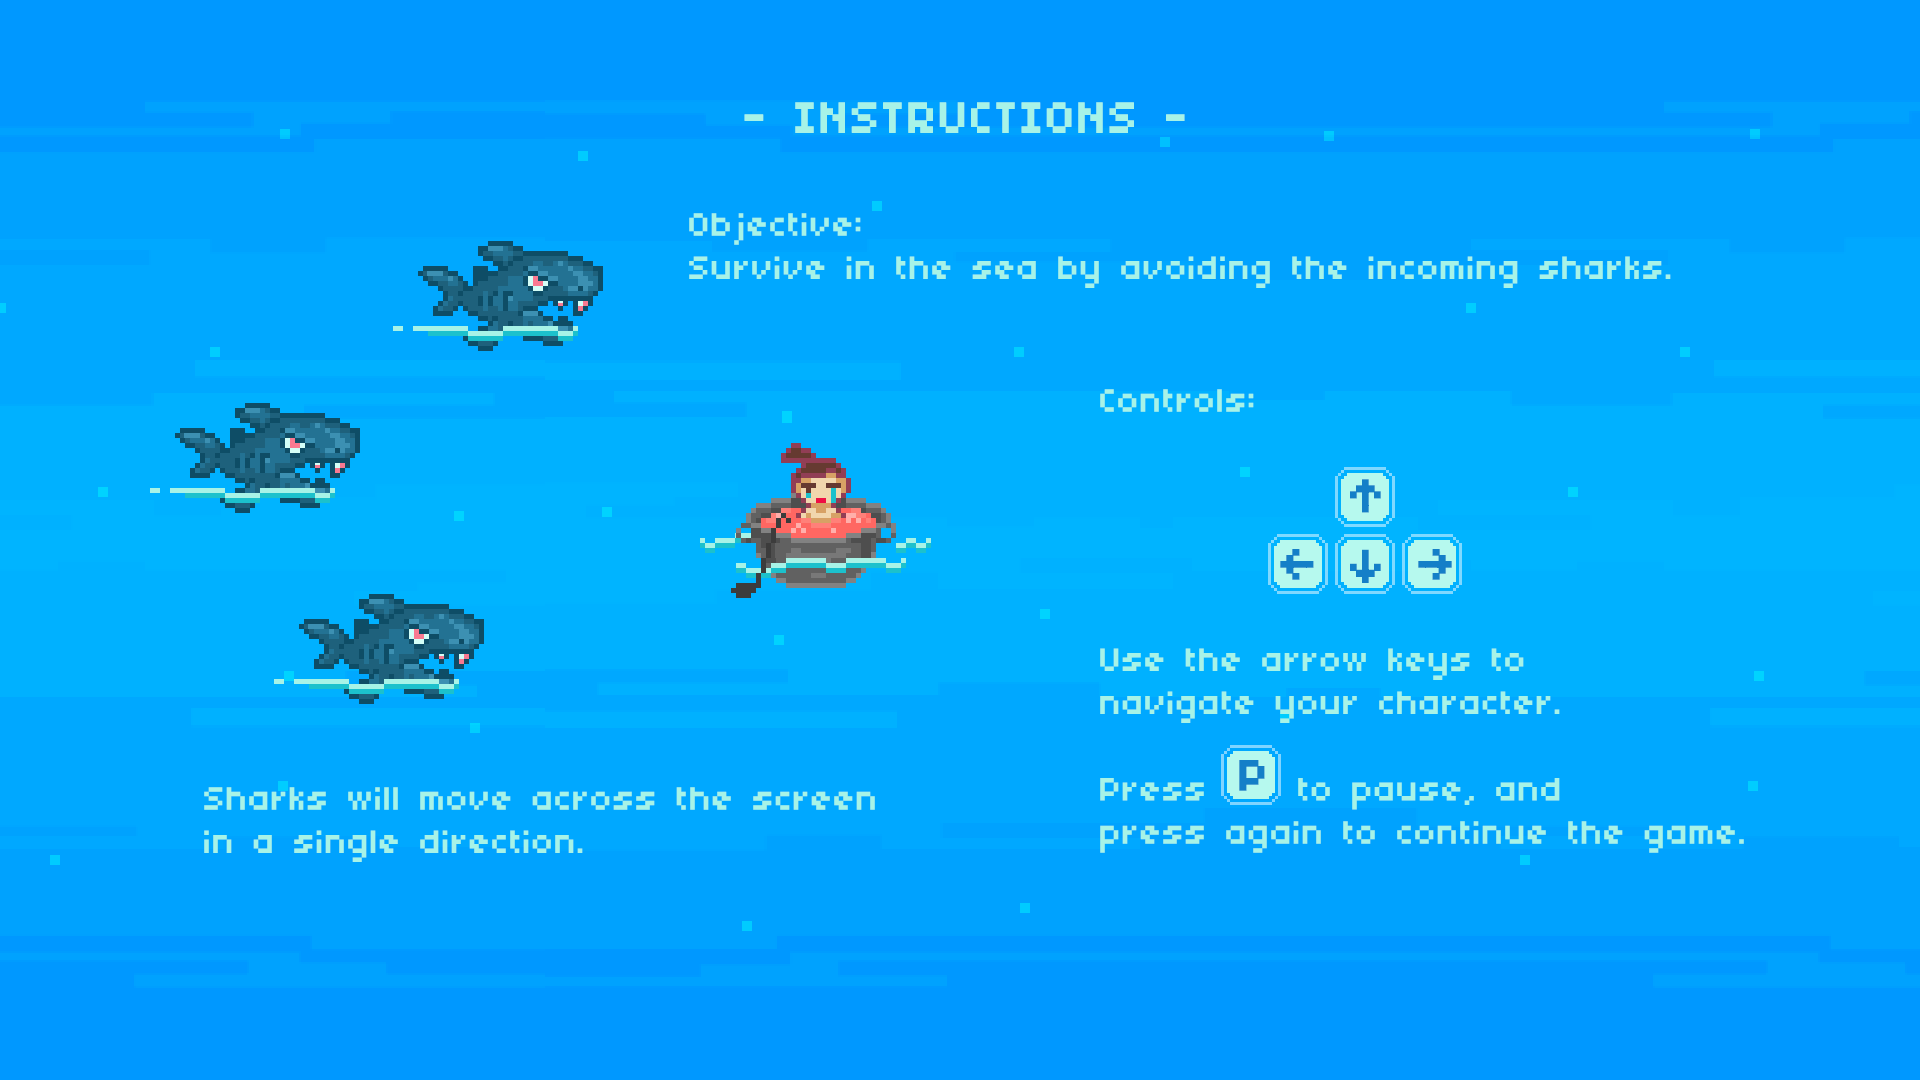 - INSTRUCTIONS -
Objective:
Survive in the sea by avoiding the incoming sharks.
Controls:
↑
← ↓ →
Use the arrow keys to
navigate your character.
Press P to pause, and
press again to continue the game.
Sharks will move across the screen
in a single direction.